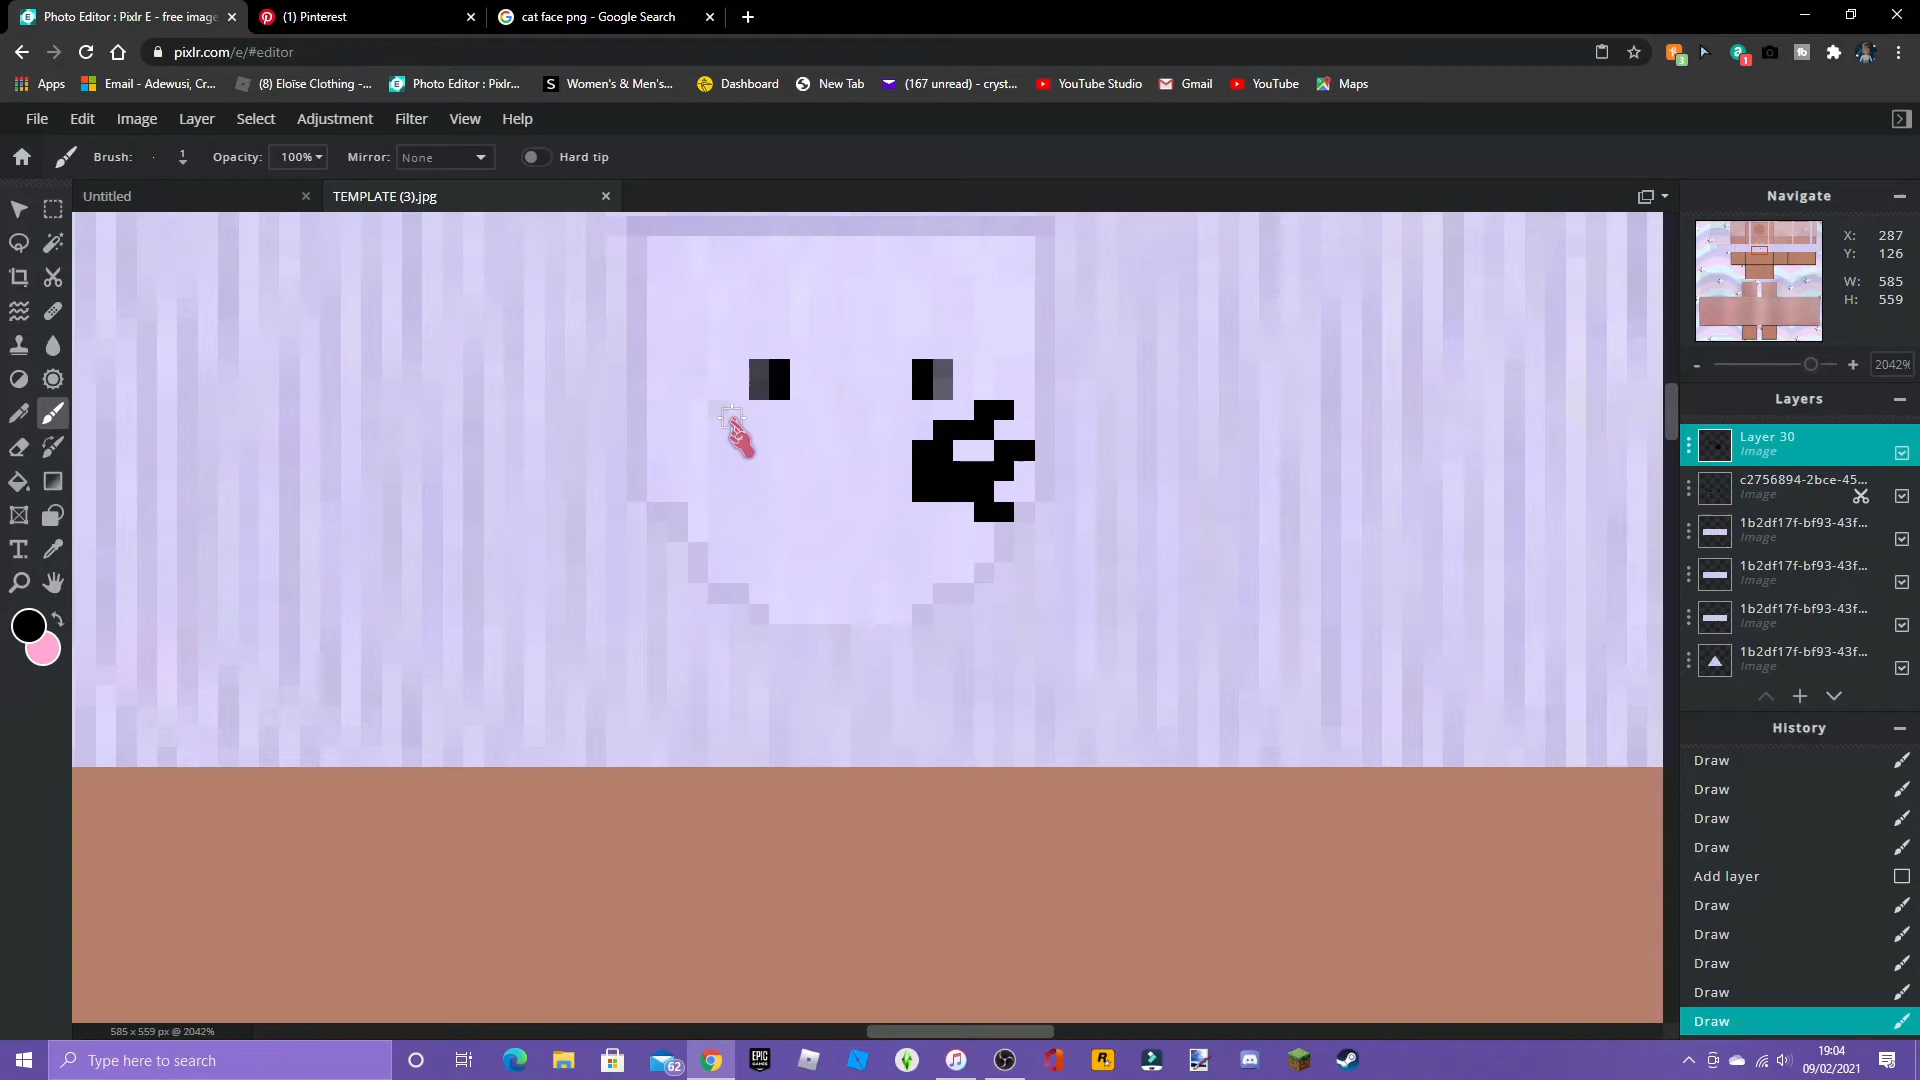 Photo Editor : Pixlr E - free image
(1) Pinterest
cat face png - Google Search
pixlr.com/e/#editor
3
1
Apps
Email - Adewusi, Cr...
(8) Eloïse Clothing -...
Photo Editor : Pixlr...
S
Women's & Men's...
Dashboard
New Tab
(167 unread) - cryst...
YouTube Studio
Gmail
YouTube
Maps
File
Edit
Image
Layer
Select
Adjustment
Filter
View
Help
Brush:
1
Opacity:
100%
Mirror:
None
Hard tip
Untitled
TEMPLATE (3).jpg
Navigate
X: 287
Y: 126
W: 585
H: 559
2042%
Layers
Layer 30
Image
c2756894-2bce-45...
Image
1b2df17f-bf93-43f...
Image
1b2df17f-bf93-43f...
Image
1b2df17f-bf93-43f...
Image
1b2df17f-bf93-43f...
Image
History
Draw
Draw
Draw
Draw
Add layer
Draw
Draw
Draw
Draw
Draw
585 x 559 px @ 2042%
Type here to search
62
EPIC
GAMES
R
19:04
09/02/2021